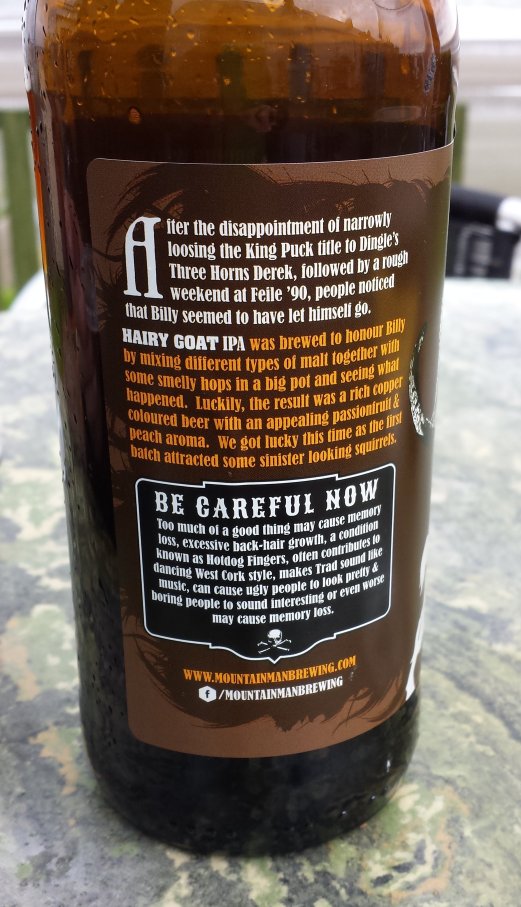 After the disappointment of narrowly
loosing the King Puck title to Dingle's
Three Horns Derek, followed by a rough
weekend at Feile '90, people noticed
that Billy seemed to have let himself go.
HAIRY GOAT IPA was brewed to honour Billy
by mixing different types of malt together with
some smelly hops in a big pot and seeing what
happened. Luckily, the result was a rich copper
coloured beer with an appealing passionfruit &
peach aroma. We got lucky this time as the first
batch attracted some sinister looking squirrels.
BE CAREFUL NOW
Too much of a good thing may cause memory
loss, excessive back-hair growth, a condition
known as Hotdog Fingers, often contributes to
dancing West Cork style, makes Trad sound like
music, can cause ugly people to look pretty &
boring people to sound interesting or even worse
may cause memory loss.
WWW.MOUNTAINMANBREWING.COM
f /MOUNTAINMANBREWING